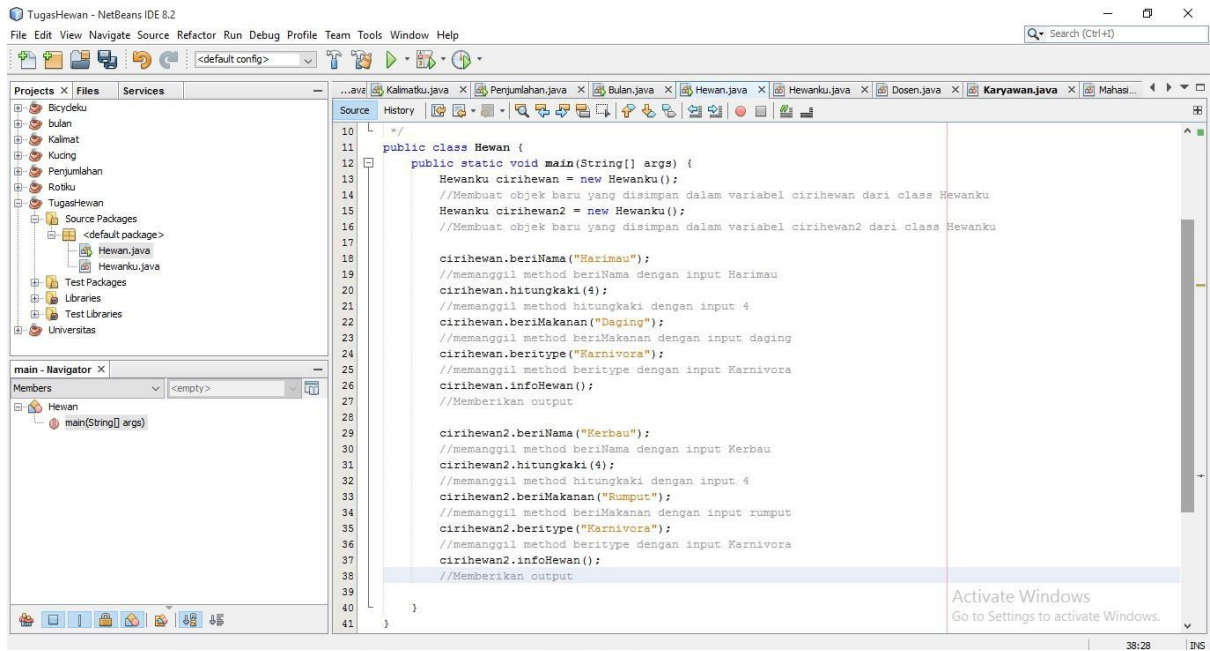 TugasHewan - NetBeans IDE 8.2
File Edit View Navigate Source Refactor Run Debug Profile Team Tools Window Help
Search (Ctrl+I)
<default config>
Projects Files Services
...ava Kalimatku.java Penjumlahan.java Bulan.java Hewan.java Hewanku.java Dosen.java Karyawan.java Mahasi...
Source History
Bicycleku
bulan
Kalimat
Kucing
Penjumlahan
Rotiku
TugasHewan
Source Packages
<default package>
Hewan.java
Hewanku.java
Test Packages
Libraries
Test Libraries
Universitas
main - Navigator
Members <empty>
Hewan
main(String[] args)
10 */
11 public class Hewan {
12 public static void main(String[] args) {
13 Hewanku cirihewan = new Hewanku();
14 //Membuat objek baru yang disimpan dalam variabel cirihewan dari class Hewanku
15 Hewanku cirihewan2 = new Hewanku();
16 //Membuat objek baru yang disimpan dalam variabel cirihewan2 dari class Hewanku
17
18 cirihewan.beriNama("Harimau");
19 //memanggil method beriNama dengan input Harimau
20 cirihewan.hitungkaki(4);
21 //memanggil method hitungkaki dengan input 4
22 cirihewan.beriMakanan("Daging");
23 //memanggil method beriMakanan dengan input daging
24 cirihewan.beritype("Karnivora");
25 //memanggil method beritype dengan input Karnivora
26 cirihewan.infoHewan();
27 //Memberikan output
28
29 cirihewan2.beriNama("Kerbau");
30 //memanggil method beriNama dengan input Kerbau
31 cirihewan2.hitungkaki(4);
32 //memanggil method hitungkaki dengan input 4
33 cirihewan2.beriMakanan("Rumput");
34 //memanggil method beriMakanan dengan input rumput
35 cirihewan2.beritype("Karnivora");
36 //memanggil method beritype dengan input Karnivora
37 cirihewan2.infoHewan();
38 //Memberikan output
39
40 }
41 }
Activate Windows
Go to Settings to activate Windows.
38:28 INS